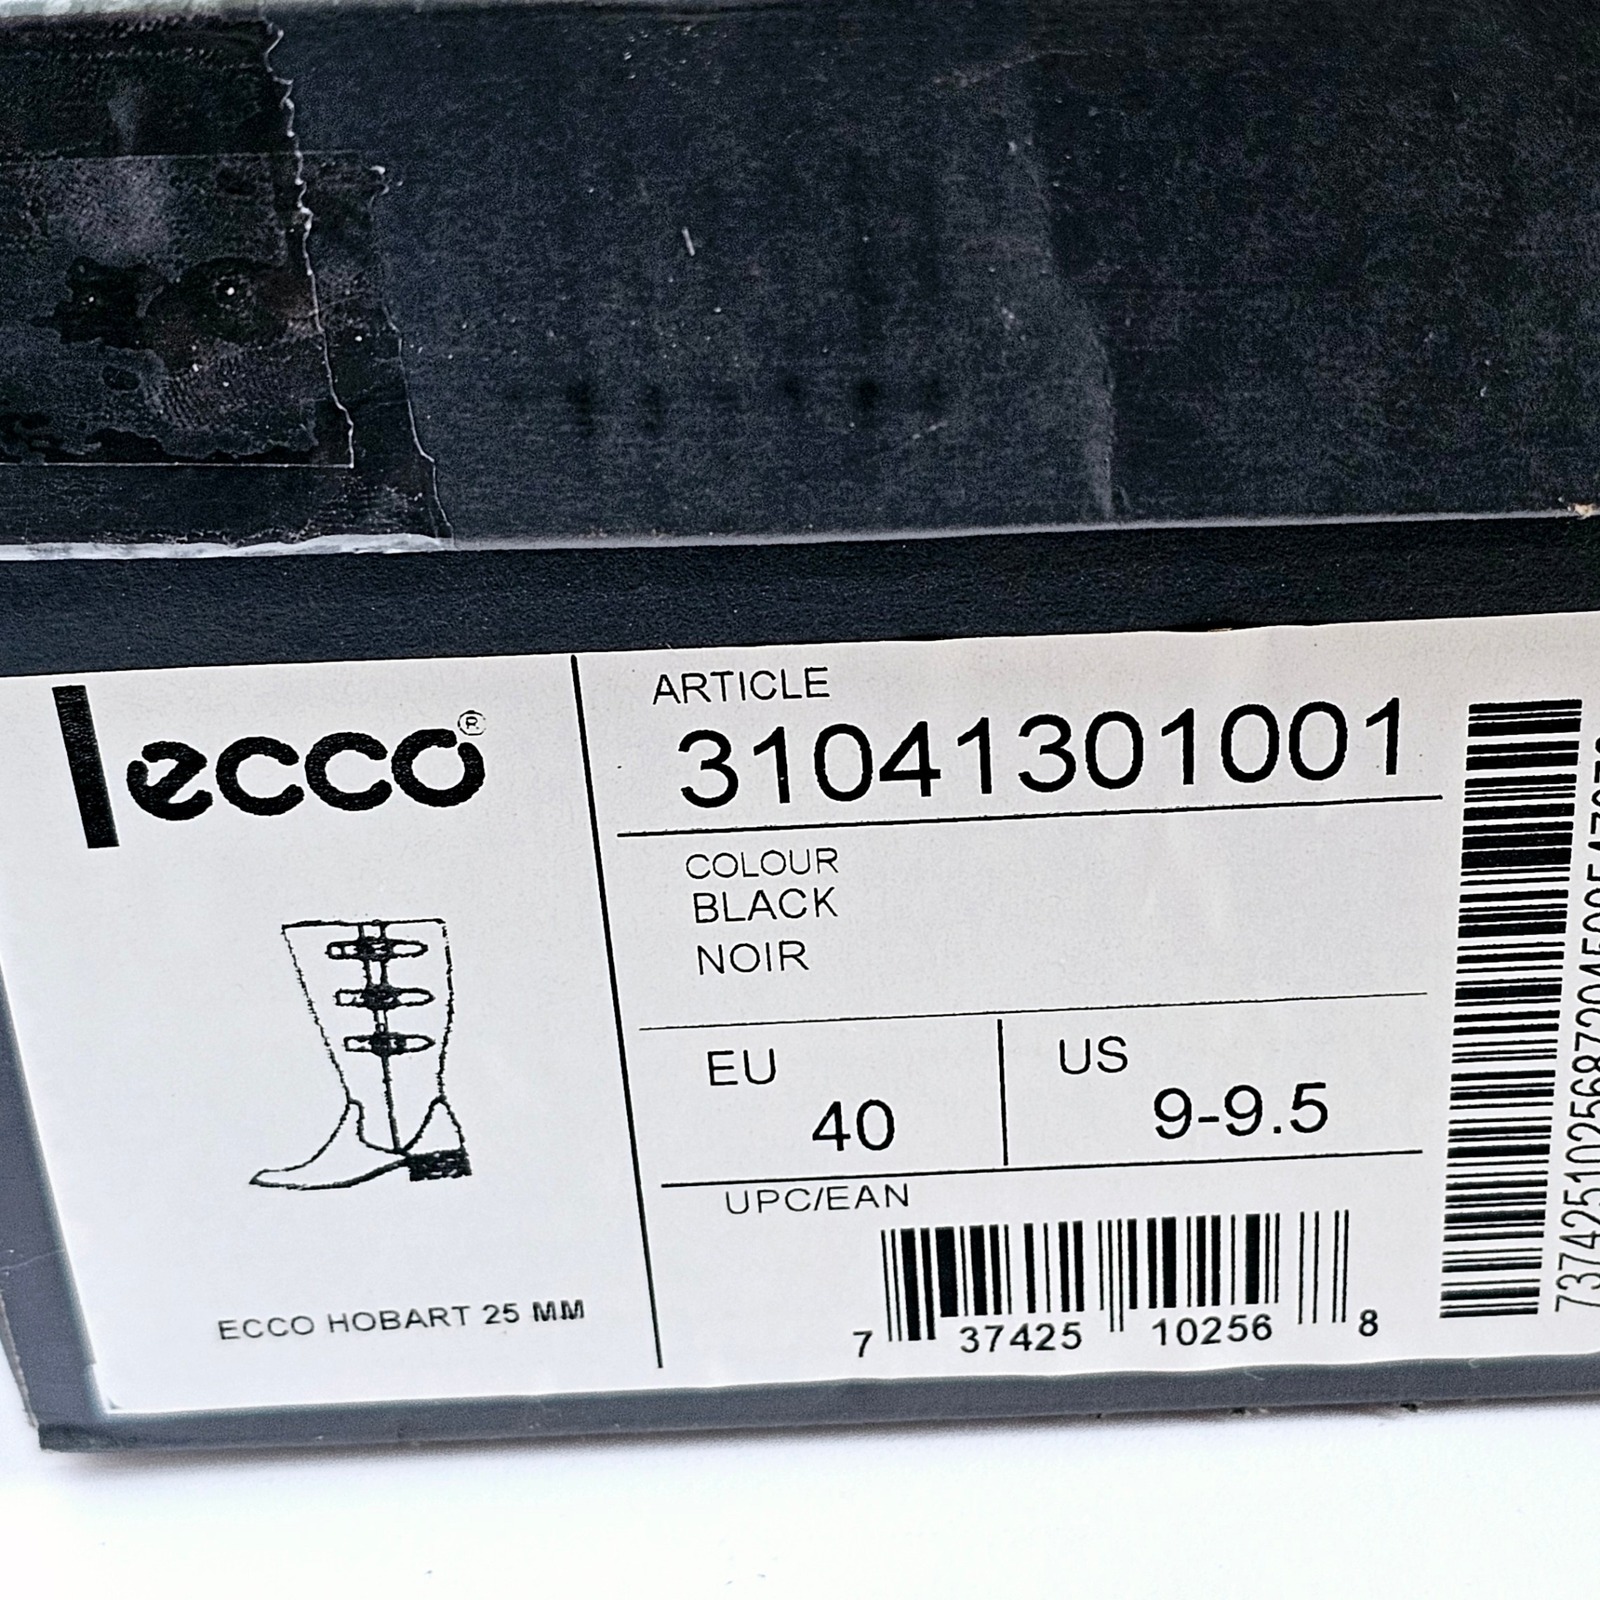 ecco®
ARTICLE
31041301001
COLOUR
BLACK
NOIR
EU
40
US
9-9.5
UPC/EAN
7 37425 10256 8
ECCO HOBART 25 MM